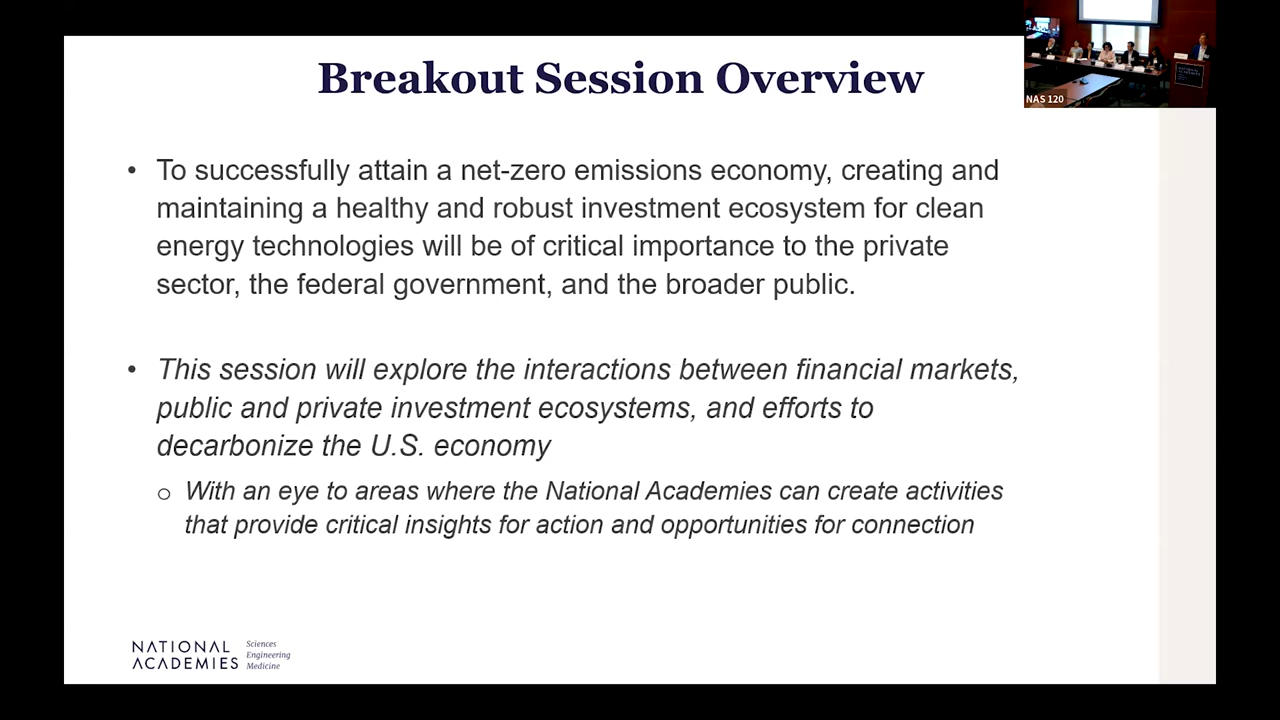 Breakout Session Overview
NAS 120
• To successfully attain a net-zero emissions economy, creating and
maintaining a healthy and robust investment ecosystem for clean
energy technologies will be of critical importance to the private
sector, the federal government, and the broader public.
• This session will explore the interactions between financial markets,
public and private investment ecosystems, and efforts to
decarbonize the U.S. economy
o With an eye to areas where the National Academies can create activities
that provide critical insights for action and opportunities for connection
NATIONAL
ACADEMIES
Sciences
Engineering
Medicine